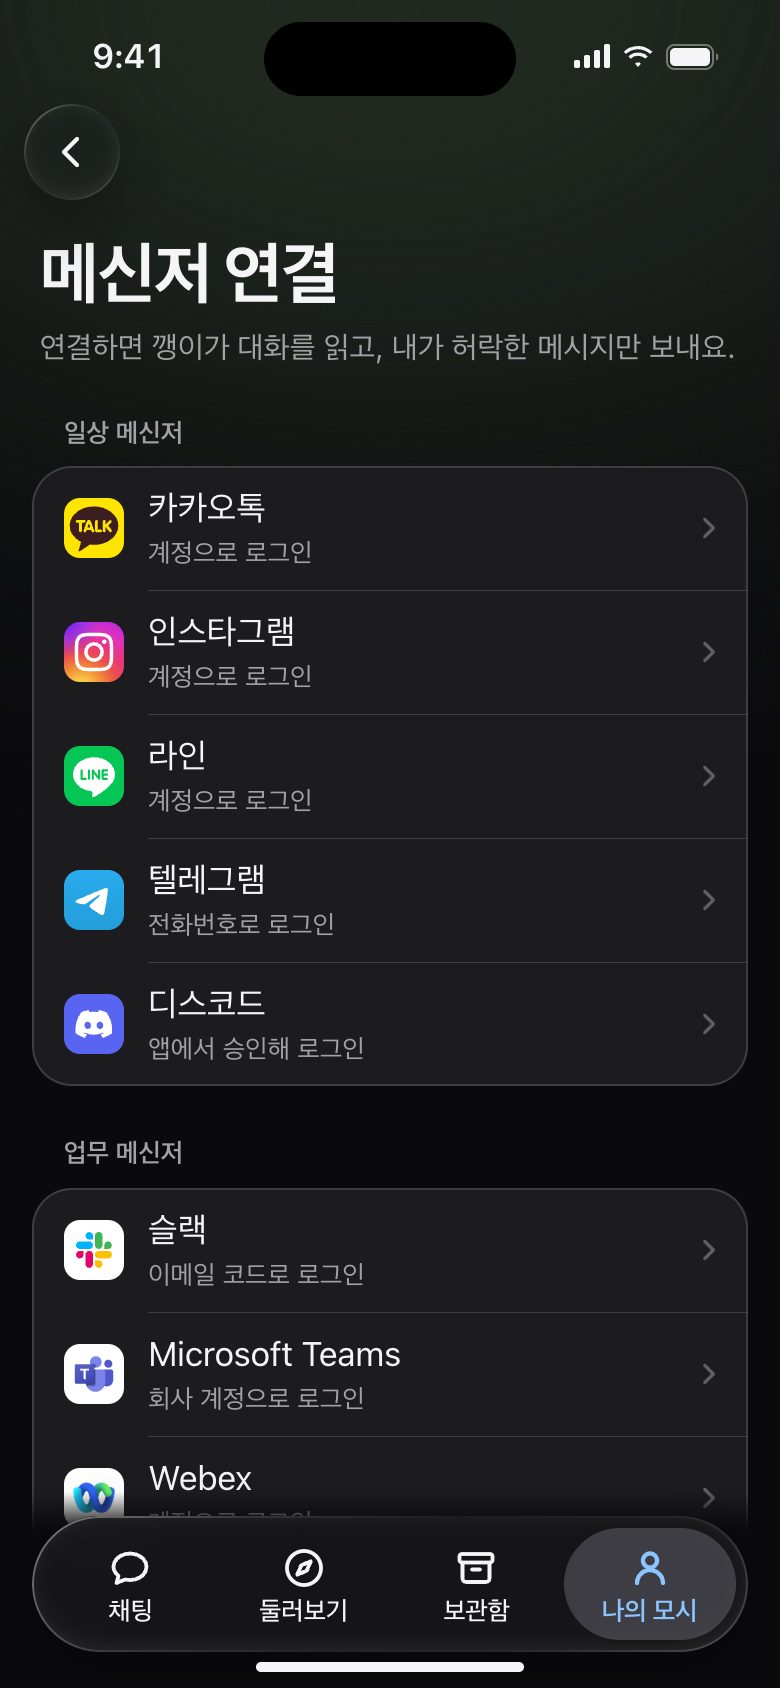 9:41
메신저 연결
연결하면 깽이가 대화를 읽고, 내가 허락한 메시지만 보내요.
일상 메신저
TALK
카카오톡
계정으로 로그인
인스타그램
계정으로 로그인
LINE
라인
계정으로 로그인
텔레그램
전화번호로 로그인
디스코드
앱에서 승인해 로그인
업무 메신저
슬랙
이메일 코드로 로그인
T
Microsoft Teams
회사 계정으로 로그인
Webex
계정으로 로그인
채팅
둘러보기
보관함
나의 모시